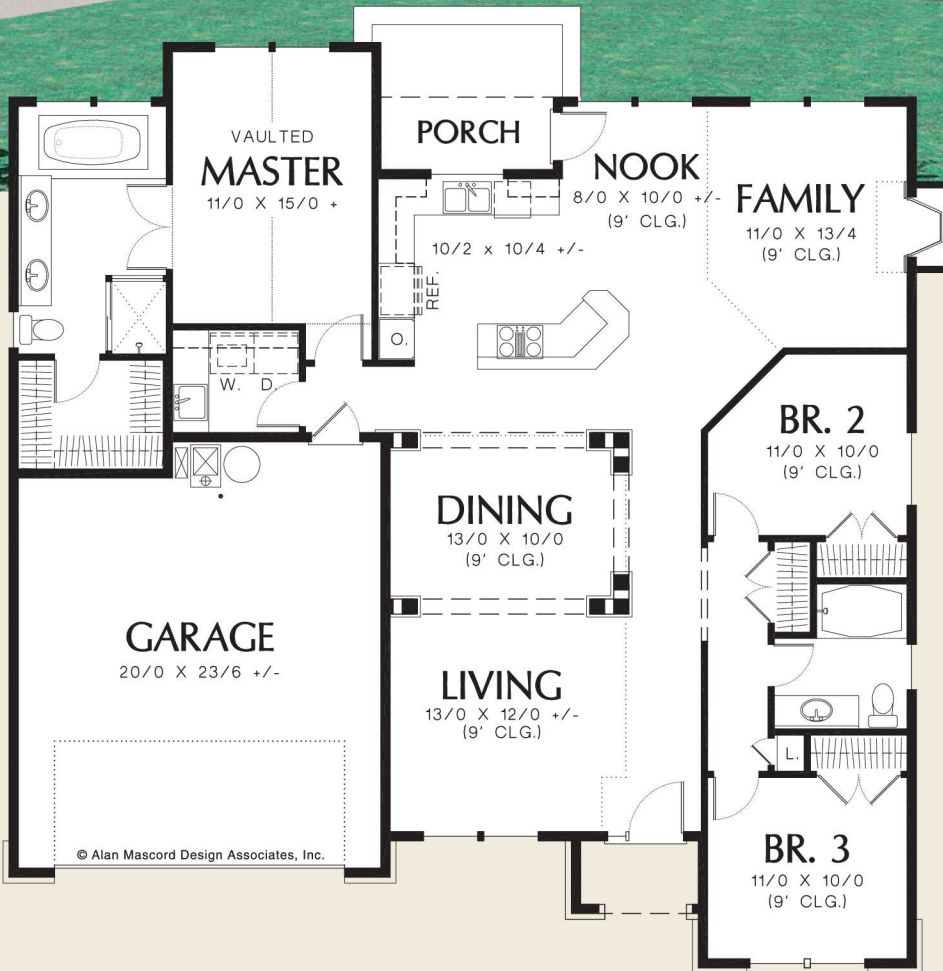 VAULTED
MASTER
11/0 X 15/0 +
PORCH
NOOK
8/0 X 10/0 +/-
(9' CLG.)
FAMILY
11/0 X 13/4
(9' CLG.)
10/2 x 10/4 +/-
REF.
O.
W. D.
BR. 2
11/0 X 10/0
(9' CLG.)
DINING
13/0 X 10/0
(9' CLG.)
GARAGE
20/0 X 23/6 +/-
LIVING
13/0 X 12/0 +/-
(9' CLG.)
L.
BR. 3
11/0 X 10/0
(9' CLG.)
© Alan Mascord Design Associates, Inc.